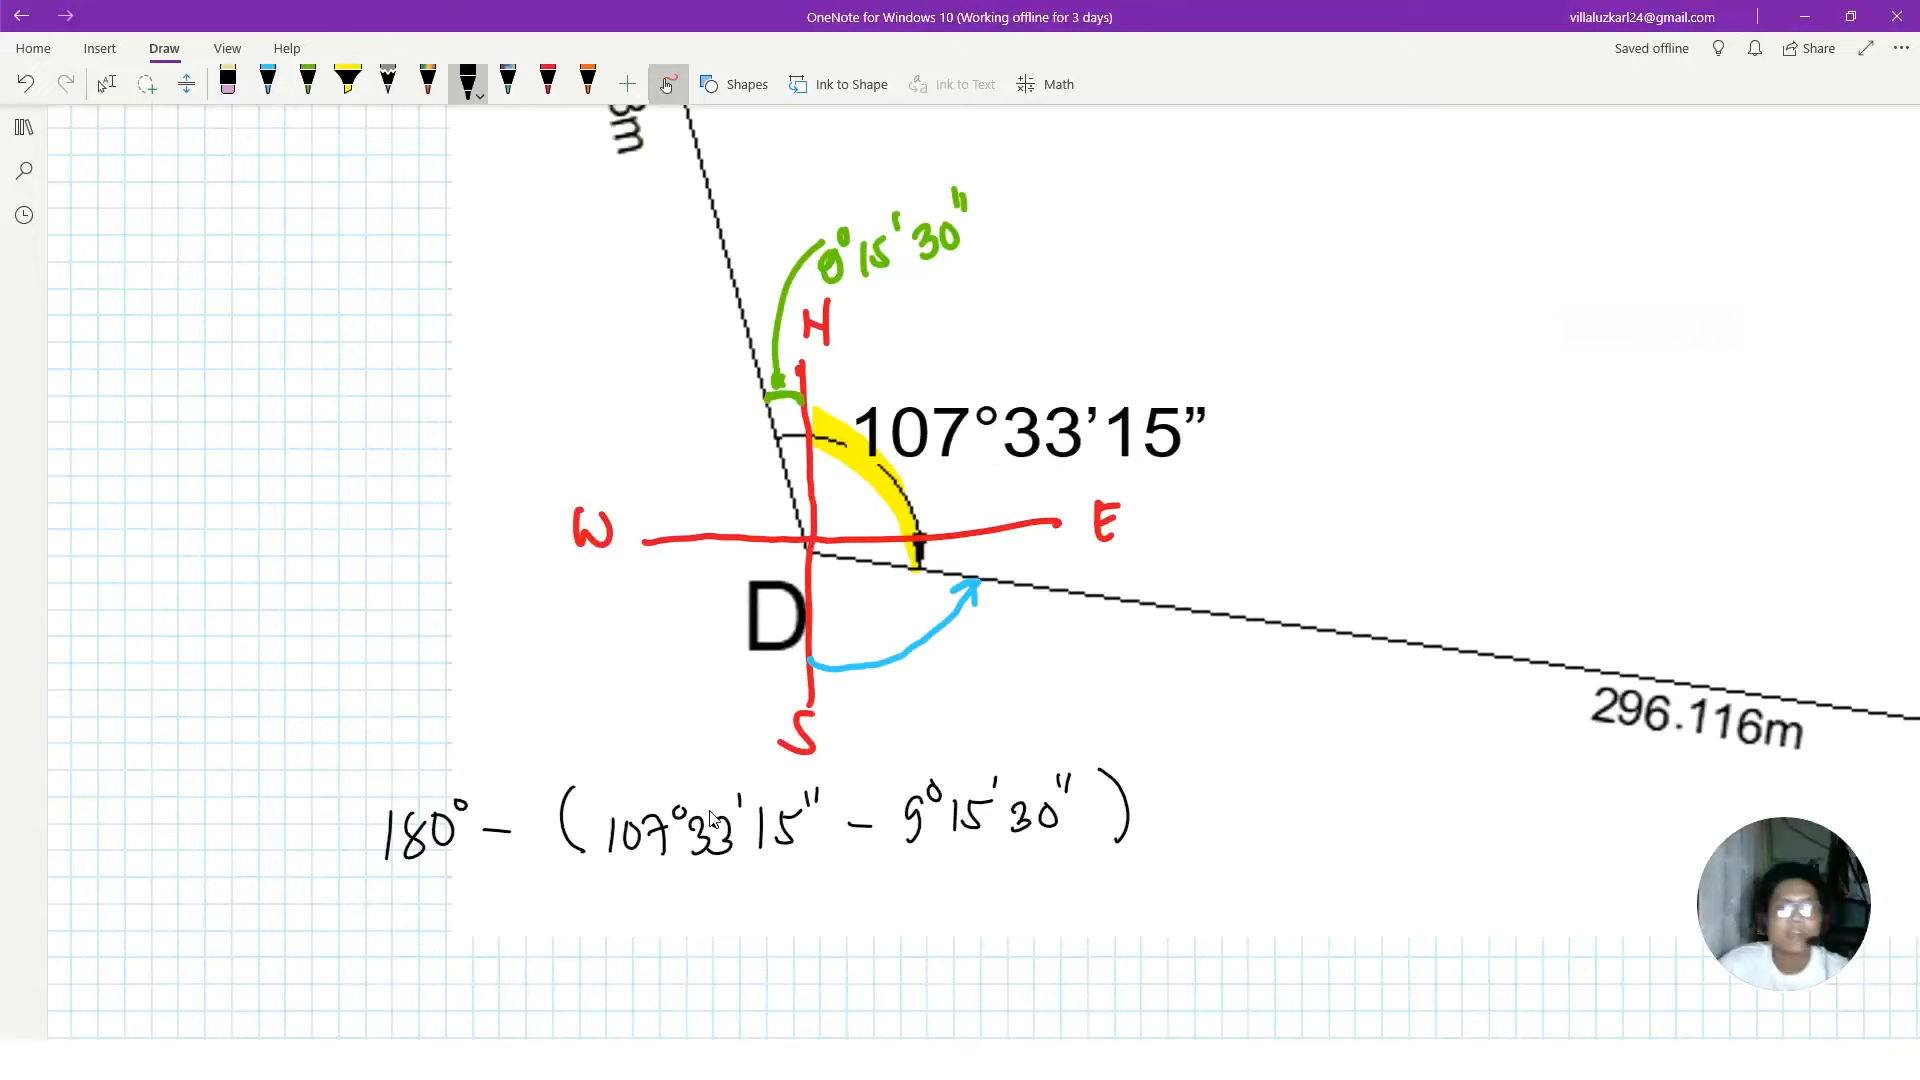 OneNote for Windows 10 (Working offline for 3 days)
villaluzkarl24@gmail.com
Home Insert Draw View Help
Saved offline Share
Shapes Ink to Shape Ink to Text Math
9°15'30"
N
107°33’15”
W
E
D
296.116m
S
180° - (107°33'15" - 9°15'30")